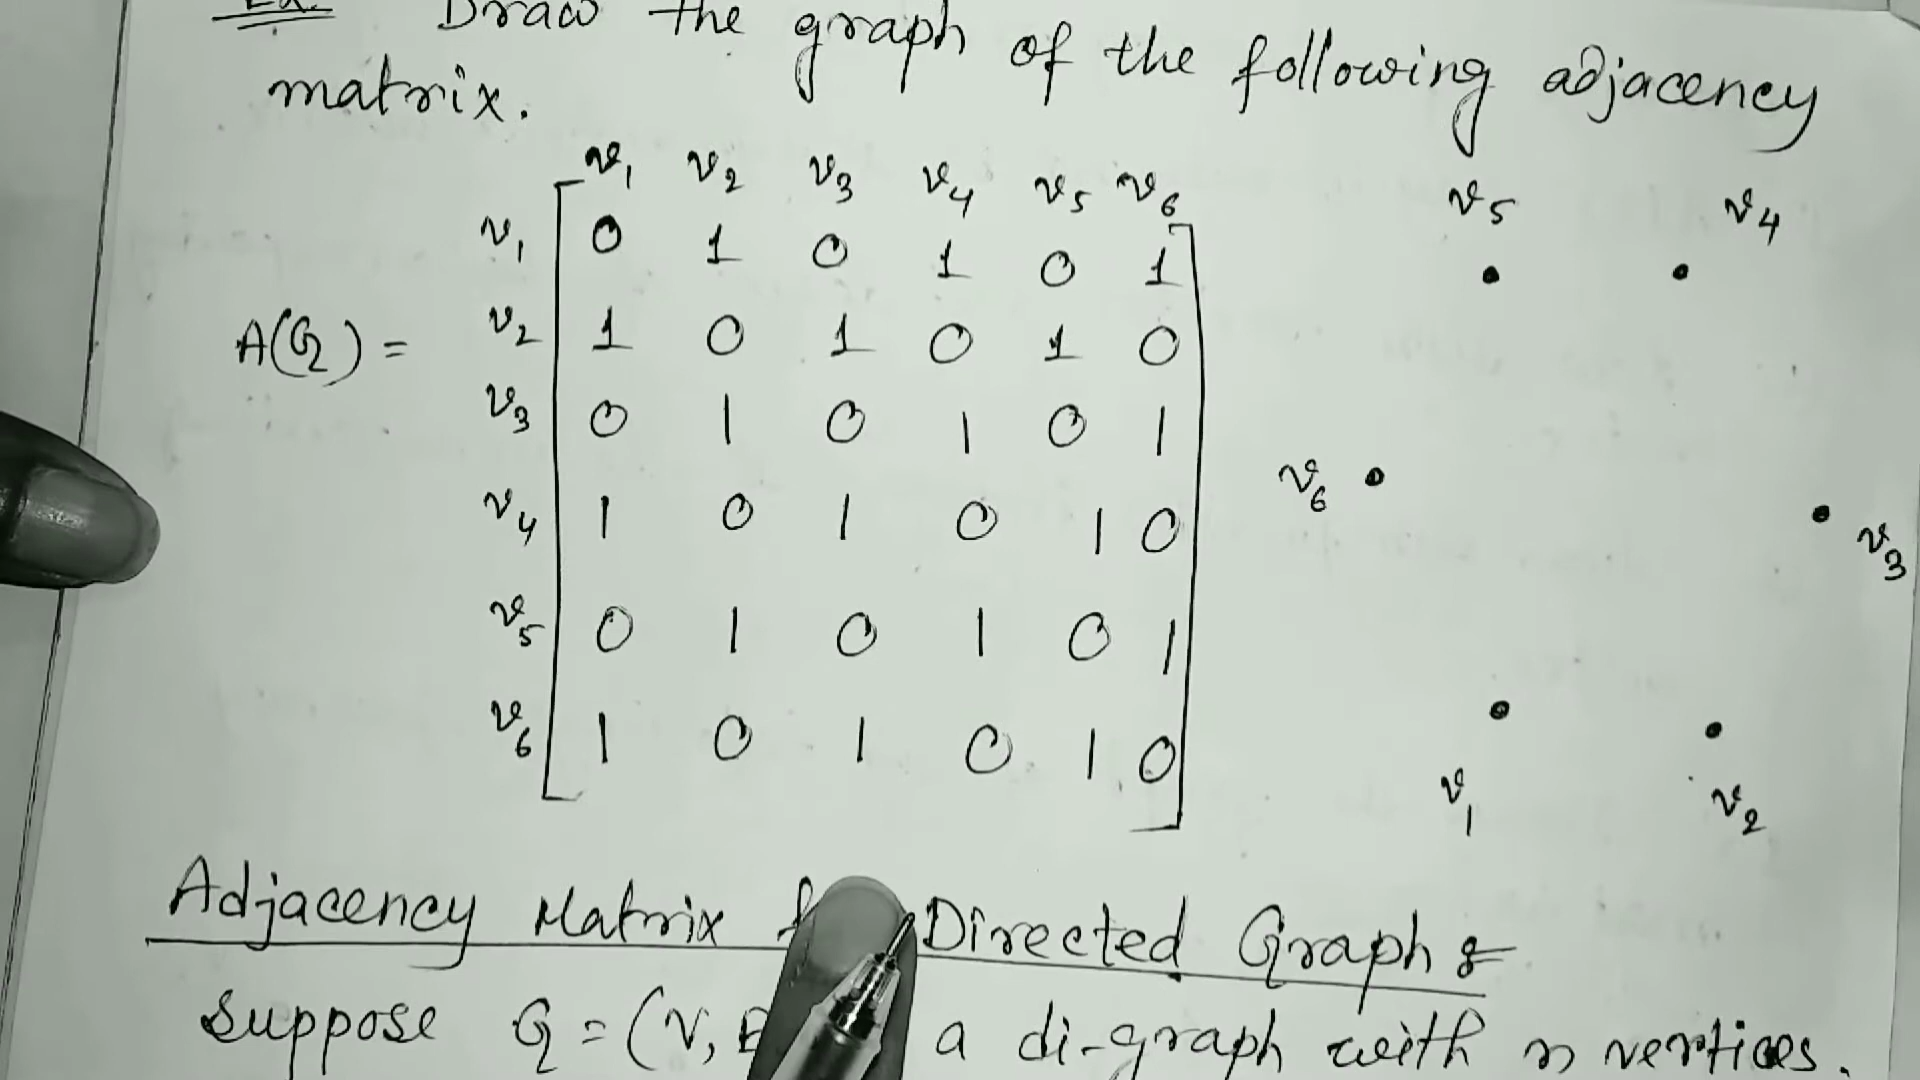 Ex. Draw the graph of the following adjacency
matrix.
v1 v2 v3 v4 v5 v6
v1 0 1 0 1 0 1
A(G) = v2 1 0 1 0 1 0
v3 0 1 0 1 0 1
v4 1 0 1 0 1 0
v5 0 1 0 1 0 1
v6 1 0 1 0 1 0
v5 v4
v6 v3
v1 v2
Adjacency Matrix Directed Graph :-
Suppose G = (V, a di-graph with n vertices.